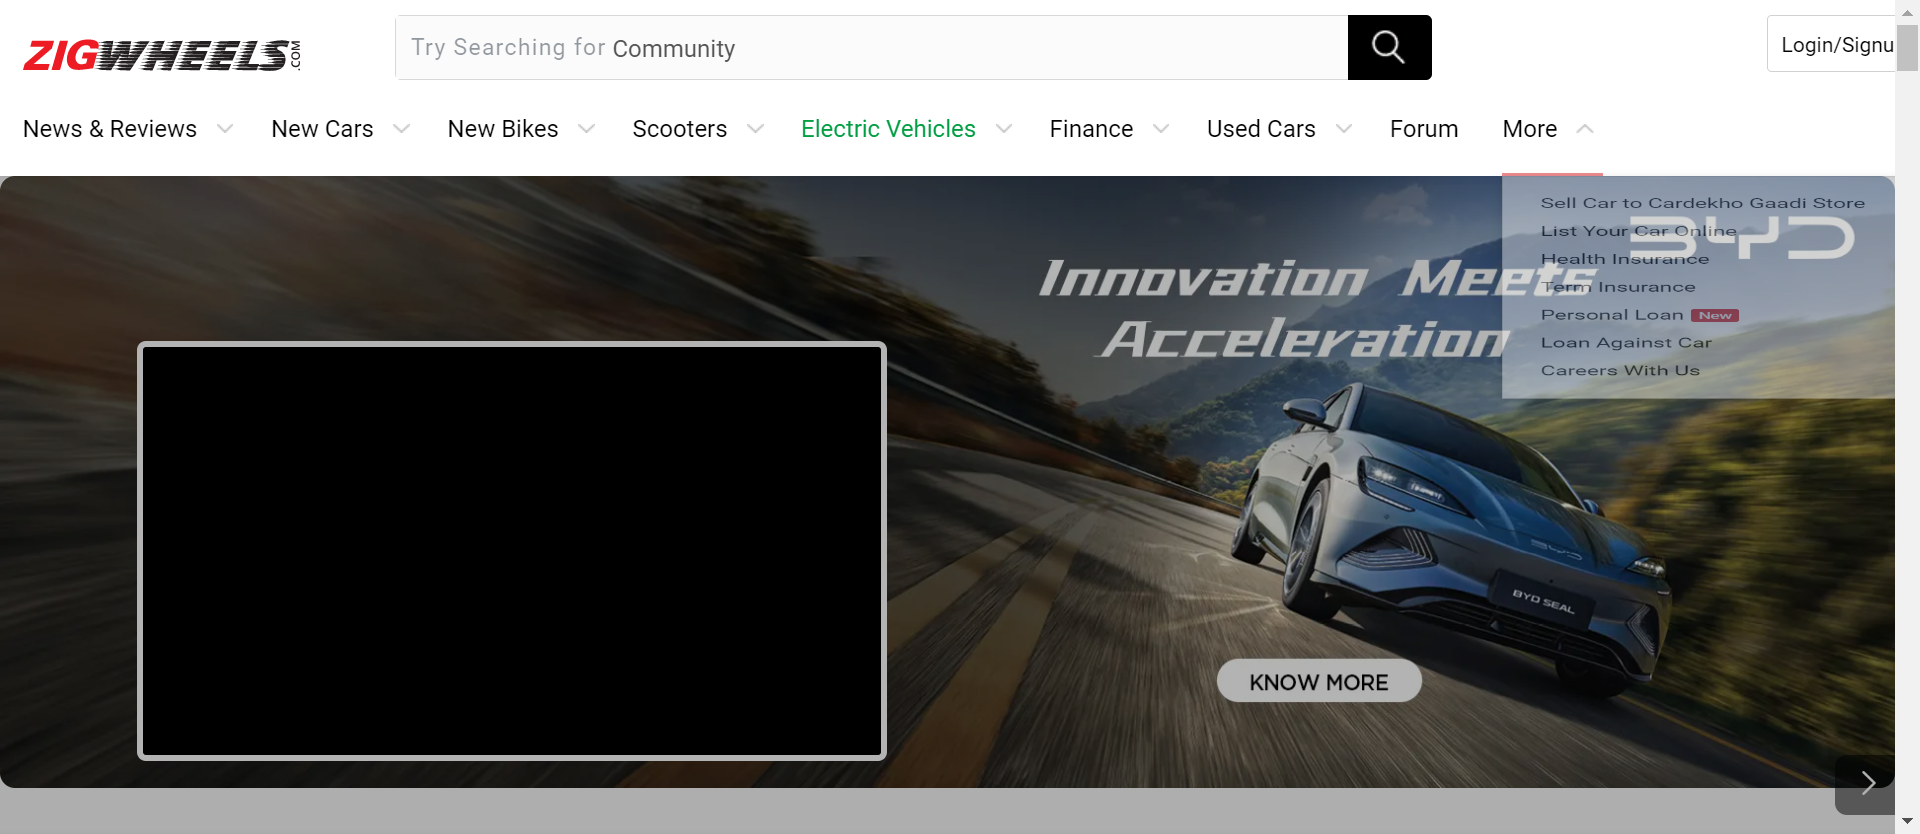 ZIGWHEELS.COM
Try Searching for Community
Login/Signu
News & Reviews
New Cars
New Bikes
Scooters
Electric Vehicles
Finance
Used Cars
Forum
More
Sell Car to Cardekho Gaadi Store
List Your Car Online
Health Insurance
Term Insurance
Personal Loan New
Loan Against Car
Careers With Us
BYD
Innovation Meets
Acceleration
BYD
BYD SEAL
KNOW MORE